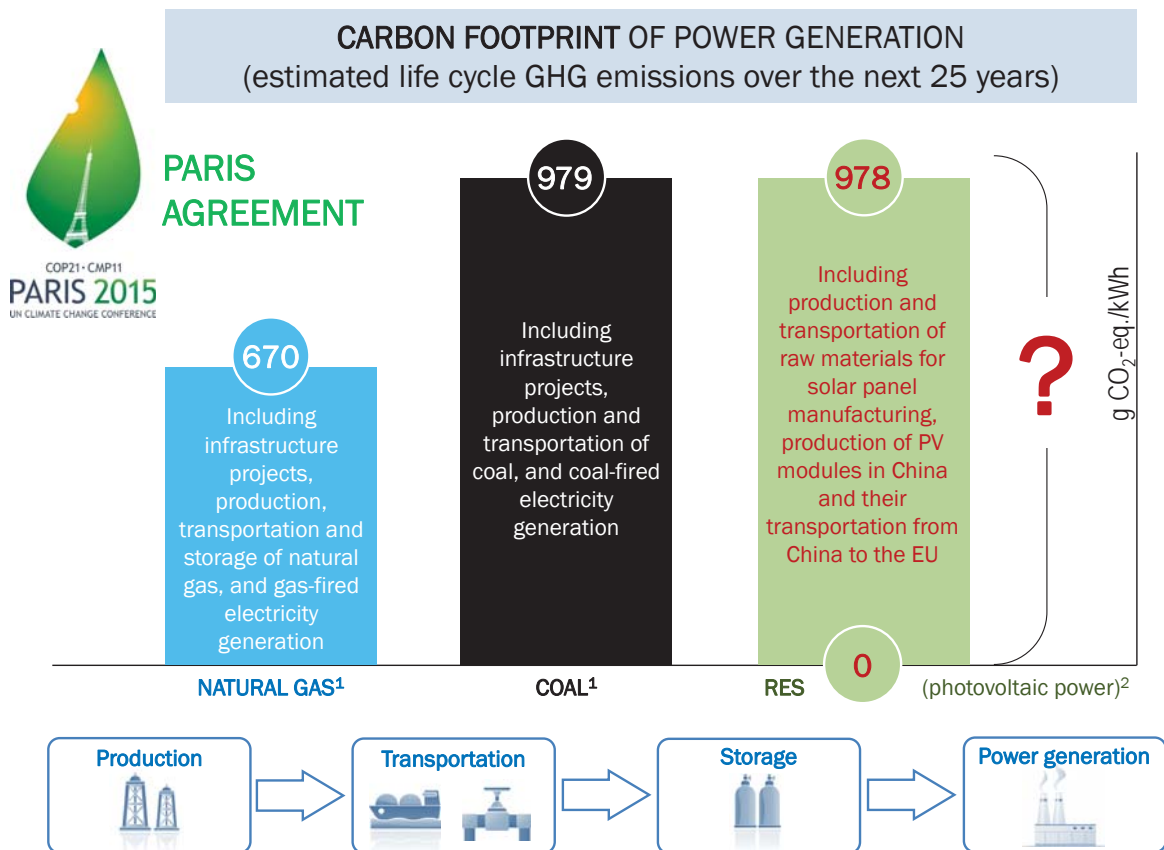 CARBON FOOTPRINT OF POWER GENERATION
(estimated life cycle GHG emissions over the next 25 years)
PARIS
AGREEMENT
COP21·CMP11
PARIS 2015
UN CLIMATE CHANGE CONFERENCE
670
Including
infrastructure
projects,
production,
transportation and
storage of natural
gas, and gas-fired
electricity
generation
979
Including
infrastructure
projects,
production and
transportation of
coal, and coal-fired
electricity
generation
978
Including
production and
transportation of
raw materials for
solar panel
manufacturing,
production of PV
modules in China
and their
transportation from
China to the EU
0
?
g CO₂-eq./kWh
NATURAL GAS¹
COAL¹
RES (photovoltaic power)²
Production
Transportation
Storage
Power generation